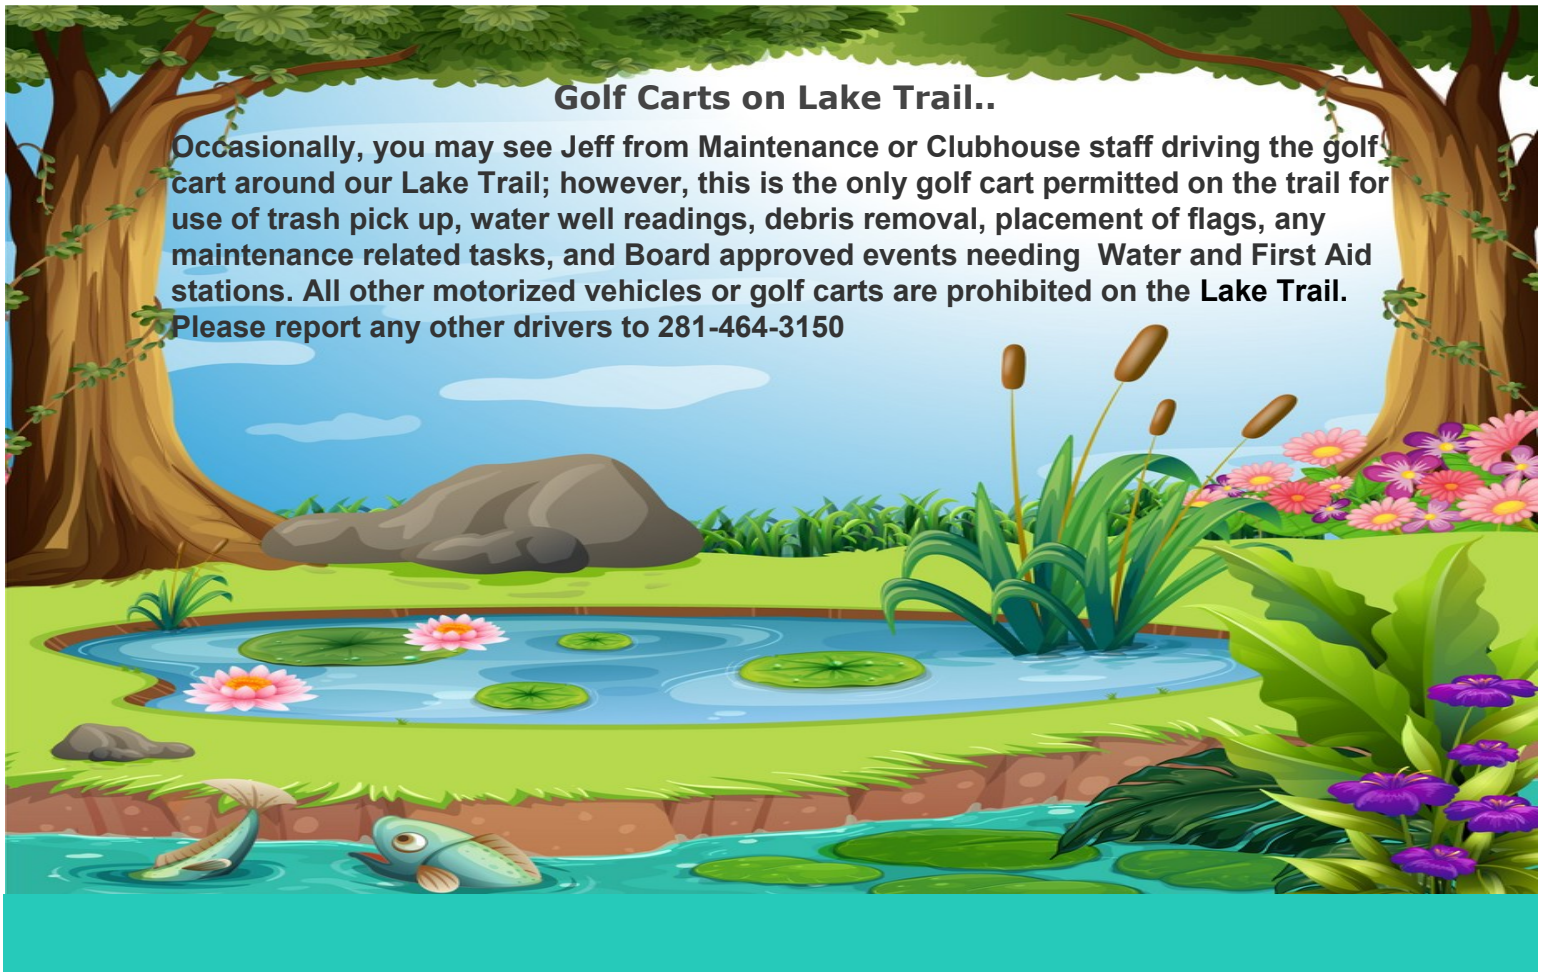 Golf Carts on Lake Trail..
Occasionally, you may see Jeff from Maintenance or Clubhouse staff driving the golf
cart around our Lake Trail; however, this is the only golf cart permitted on the trail for
use of trash pick up, water well readings, debris removal, placement of flags, any
maintenance related tasks, and Board approved events needing  Water and First Aid
stations. All other motorized vehicles or golf carts are prohibited on the Lake Trail.
Please report any other drivers to 281-464-3150